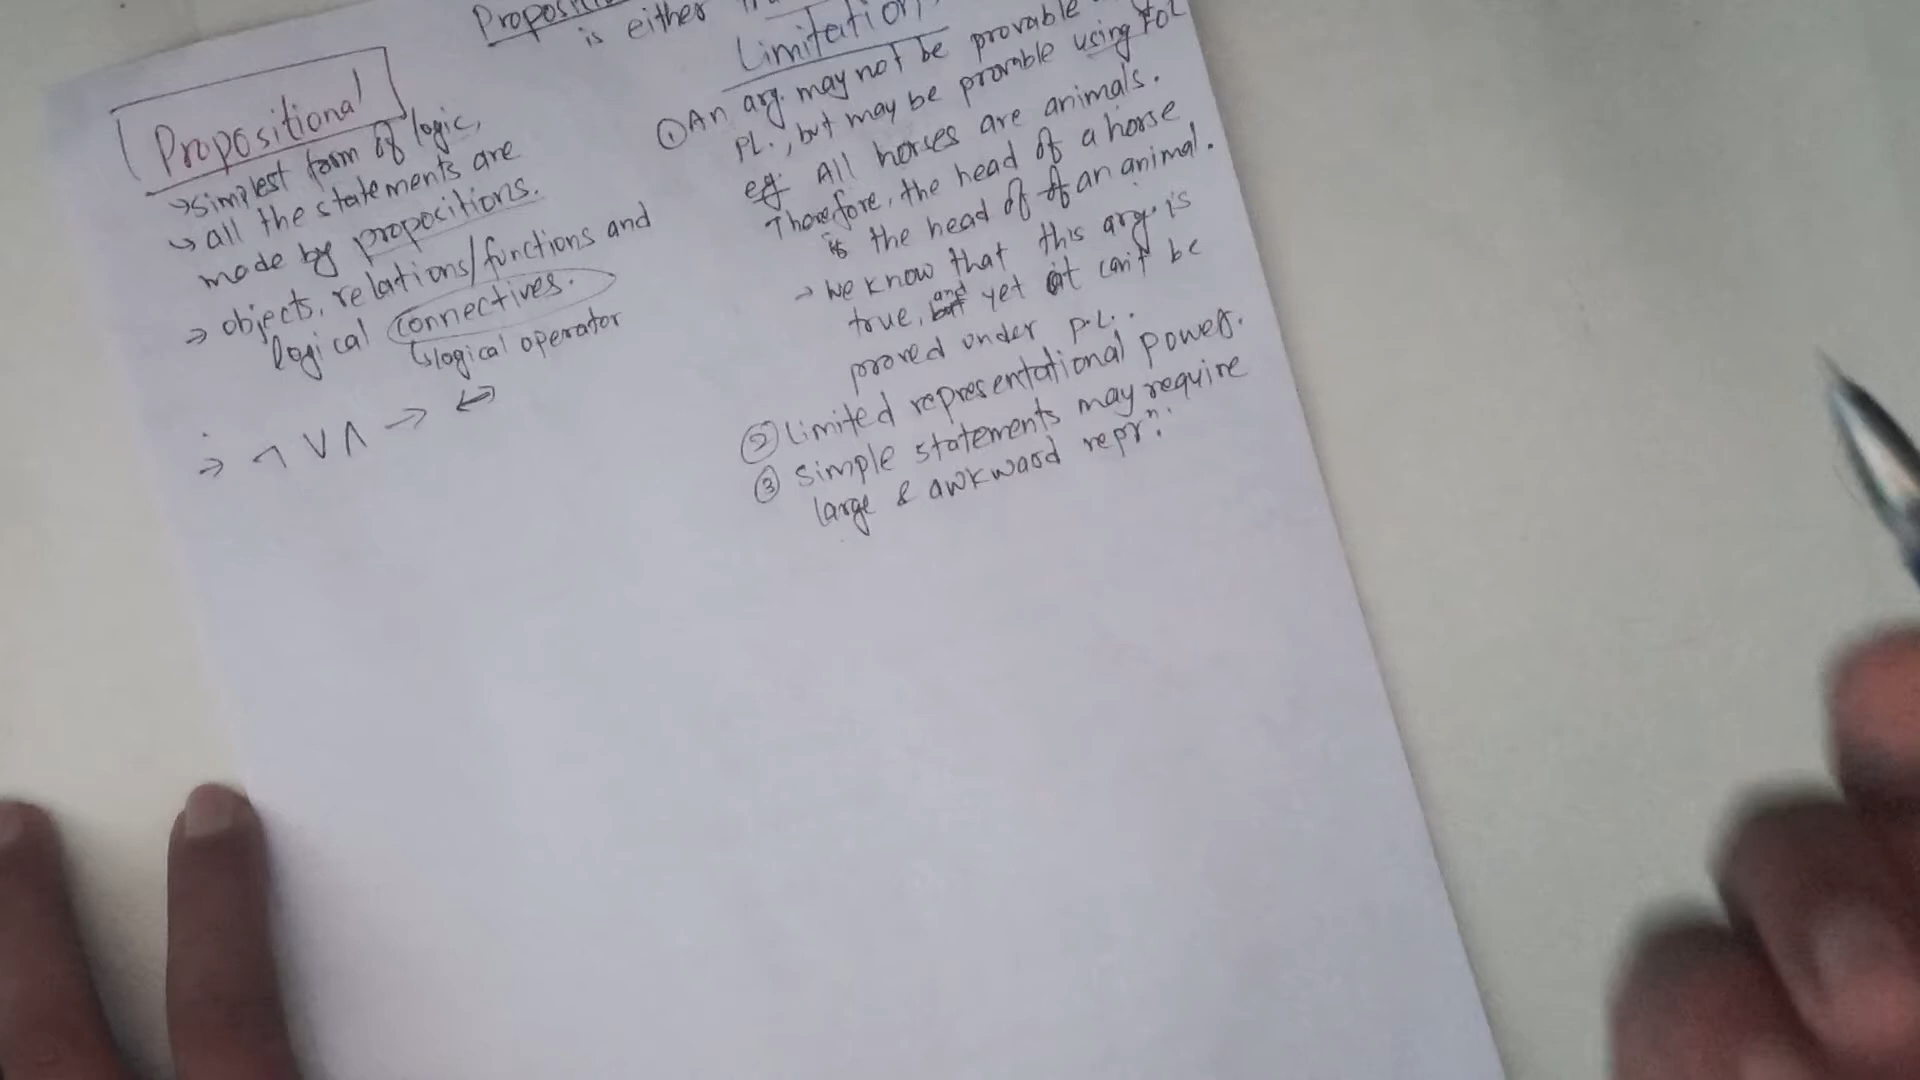 is either
Propositional
→ simplest form of logic,
↳ all the statements are
made by propositions.
→ objects, relations/functions and
logical connectives.
↳ logical operator
→ ¬ ∨ ∧ → ↔
Limitation
① An arg. may not be provable
PL., but may be provable using FOL
eg. All horses are animals.
Therefore, the head of a horse
is the head of of an animal.
→ we know that this arg. is
true, and yet it can't be
proved under p.L..
② Limited representational power.
③ simple statements may require
large & awkward reprⁿ.